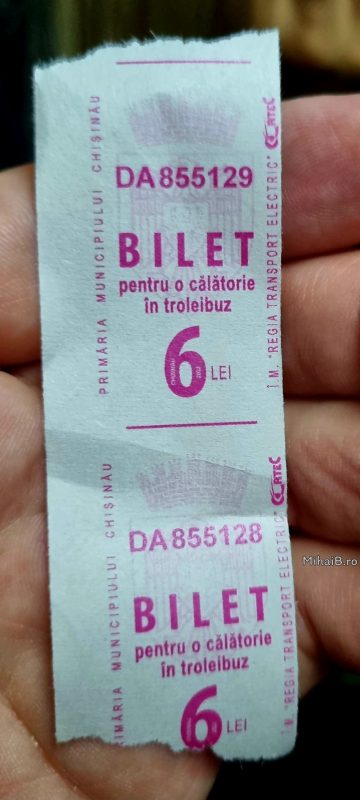 PRIMĂRIA MUNICIPIULUI CHIȘINĂU
DA855129
BILET
pentru o călătorie
în troleibuz
6 LEI
Î.M. "REGIA TRANSPORT ELECTRIC"
RTEC
PRIMĂRIA MUNICIPIULUI CHIȘINĂU
DA855128
BILET
pentru o călătorie
în troleibuz
6 LEI
Î.M. "REGIA TRANSPORT ELECTRIC"
RTEC
MihaiB.ro